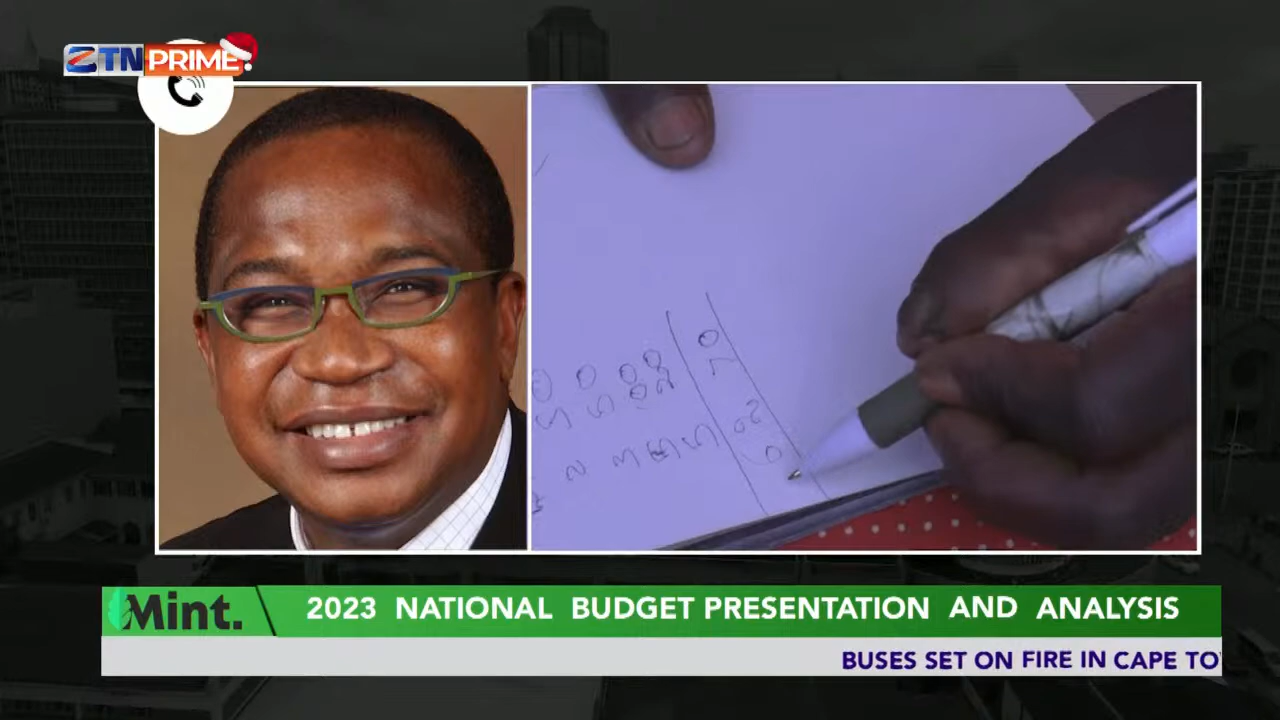 ZTN PRIME
Mint.
2023 NATIONAL BUDGET PRESENTATION AND ANALYSIS
BUSES SET ON FIRE IN CAPE TO